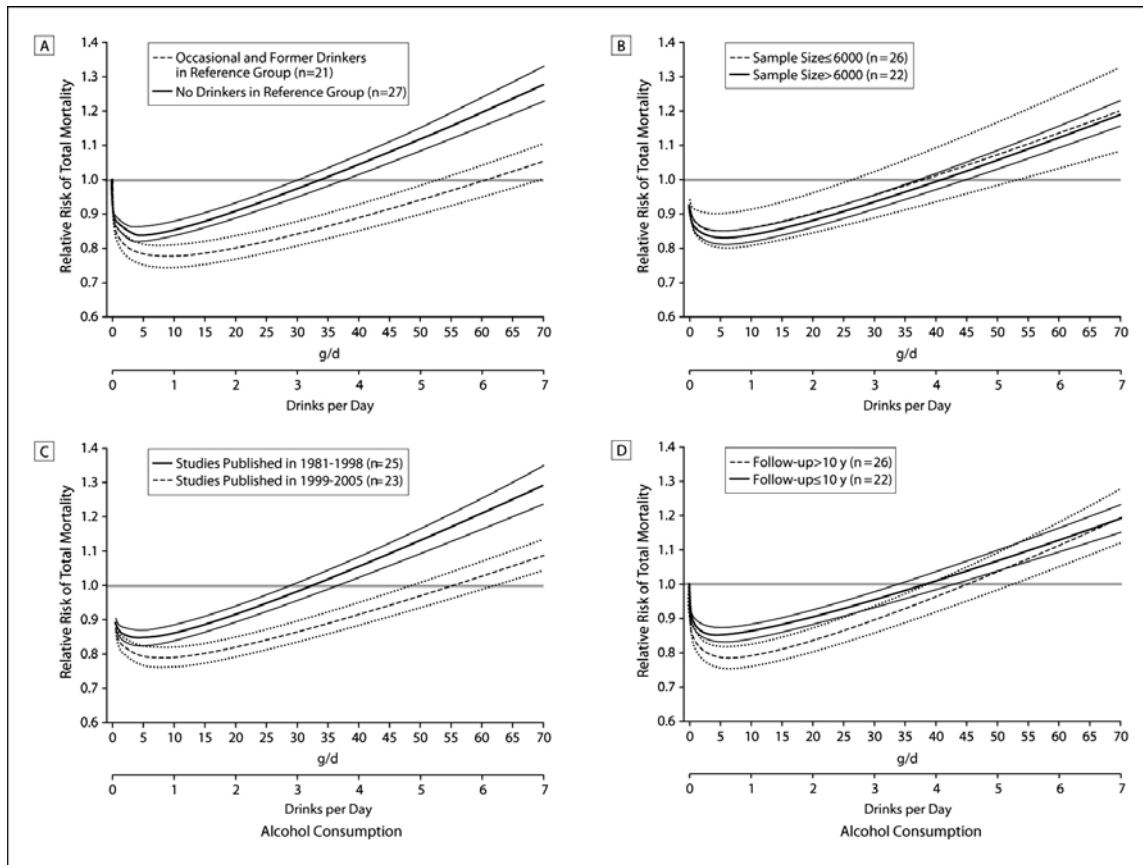 A
Relative Risk of Total Mortality
1.4
1.3
1.2
1.1
1.0
0.9
0.8
0.7
0.6
Occasional and Former Drinkers
in Reference Group (n=21)
No Drinkers in Reference Group (n=27)
0 5 10 15 20 25 30 35 40 45 50 55 60 65 70
g/d
0 1 2 3 4 5 6 7
Drinks per Day
B
Relative Risk of Total Mortality
1.4
1.3
1.2
1.1
1.0
0.9
0.8
0.7
0.6
Sample Size≤6000 (n=26)
Sample Size>6000 (n=22)
0 5 10 15 20 25 30 35 40 45 50 55 60 65 70
g/d
0 1 2 3 4 5 6 7
Drinks per Day
C
Relative Risk of Total Mortality
1.4
1.3
1.2
1.1
1.0
0.9
0.8
0.7
0.6
Studies Published in 1981-1998 (n=25)
Studies Published in 1999-2005 (n=23)
0 5 10 15 20 25 30 35 40 45 50 55 60 65 70
g/d
0 1 2 3 4 5 6 7
Drinks per Day
Alcohol Consumption
D
Relative Risk of Total Mortality
1.4
1.3
1.2
1.1
1.0
0.9
0.8
0.7
0.6
Follow-up>10 y (n=26)
Follow-up≤10 y (n=22)
0 5 10 15 20 25 30 35 40 45 50 55 60 65 70
g/d
0 1 2 3 4 5 6 7
Drinks per Day
Alcohol Consumption